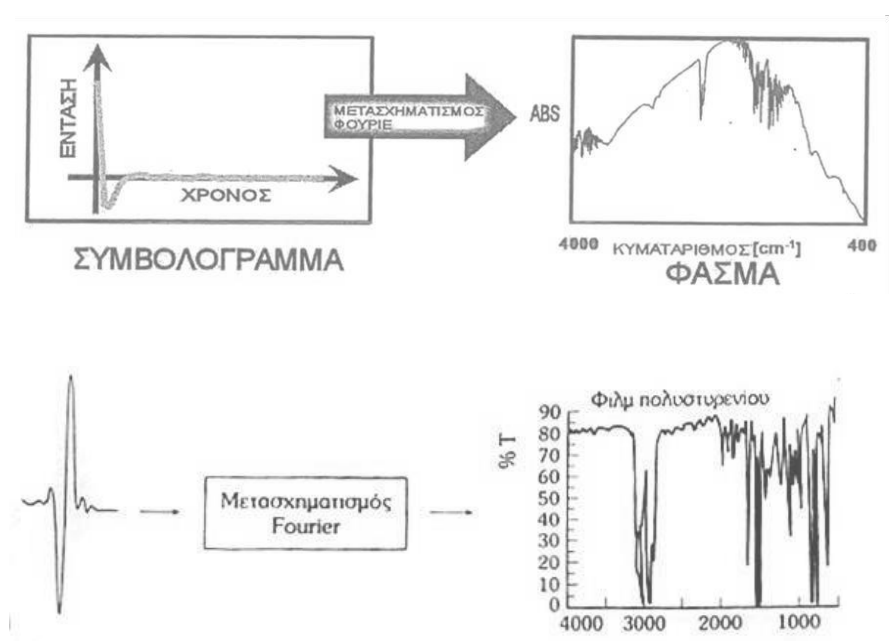 ΕΝΤΑΣΗ
ΧΡΟΝΟΣ
ΣΥΜΒΟΛΟΓΡΑΜΜΑ
ΜΕΤΑΣΧΗΜΑΤΙΣΜΟΣ
ΦΟΥΡΙΕ
ABS
4000 ΚΥΜΑΤΑΡΙΘΜΟΣ [cm⁻¹] 400
ΦΑΣΜΑ
Μετασχηματισμός
Fourier
Φιλμ πολυστυρενίου
% T
90
80
70
60
50
40
30
20
10
0
4000 3000 2000 1000